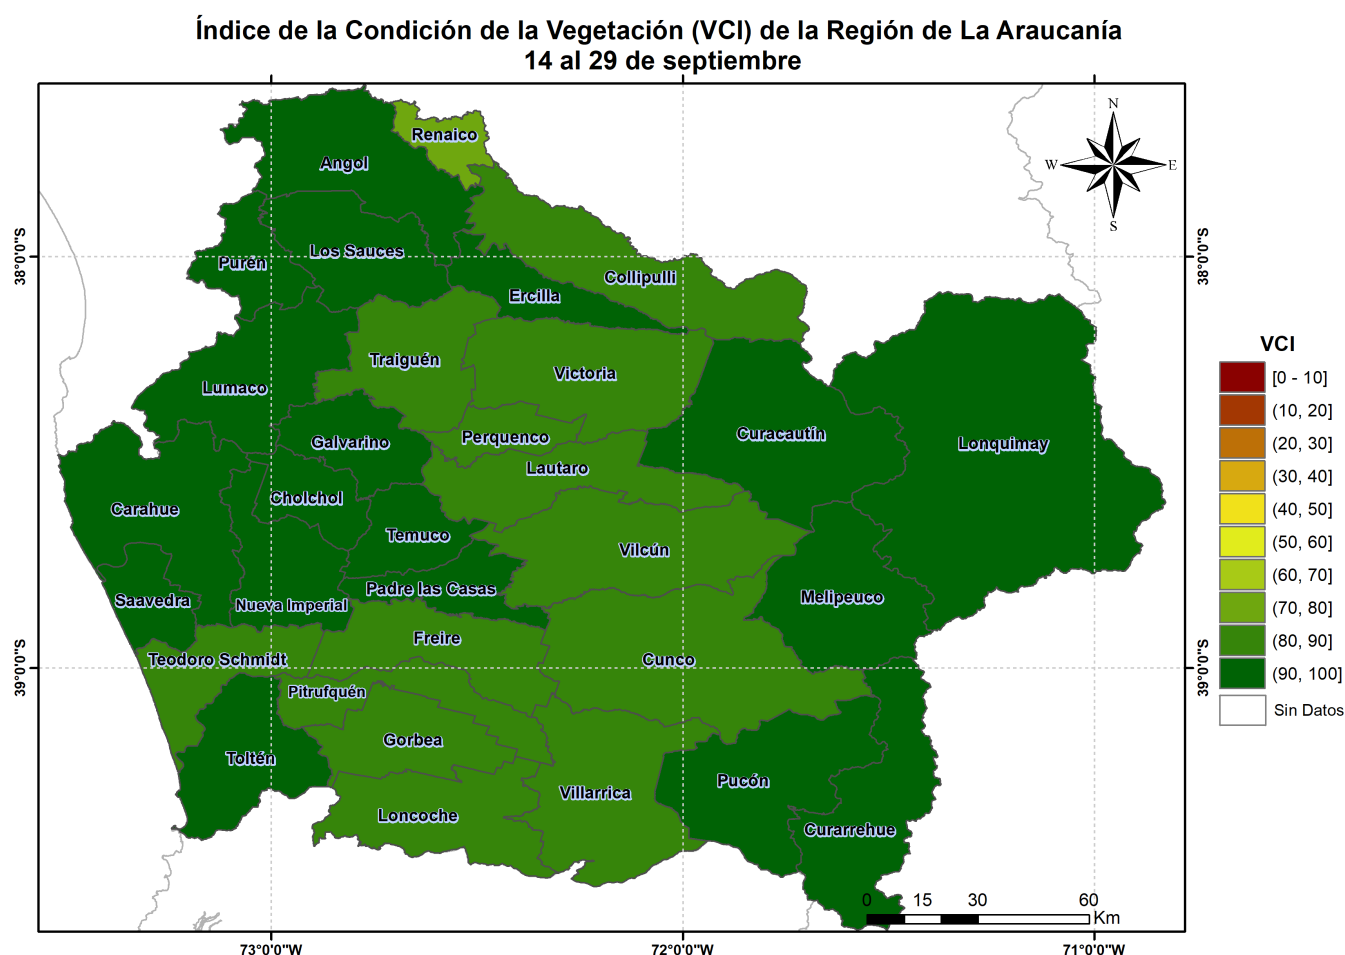 Índice de la Condición de la Vegetación (VCI) de la Región de La Araucanía
14 al 29 de septiembre
N
W
E
S
Renaico
Angol
Los Sauces
Purén
Collipulli
Ercilla
Traiguén
Victoria
Lumaco
Galvarino
Perquenco
Curacautín
Lonquimay
Lautaro
Cholchol
Carahue
Temuco
Vilcún
Padre las Casas
Melipeuco
Saavedra
Nueva Imperial
Freire
Teodoro Schmidt
Cunco
Pitrufquén
Gorbea
Toltén
Pucón
Villarrica
Loncoche
Curarrehue
38°0'0"S
38°0'0"S
39°0'0"S
39°0'0"S
73°0'0"W
72°0'0"W
71°0'0"W
0 15 30 60
Km
VCI
[0 - 10]
(10, 20]
(20, 30]
(30, 40]
(40, 50]
(50, 60]
(60, 70]
(70, 80]
(80, 90]
(90, 100]
Sin Datos